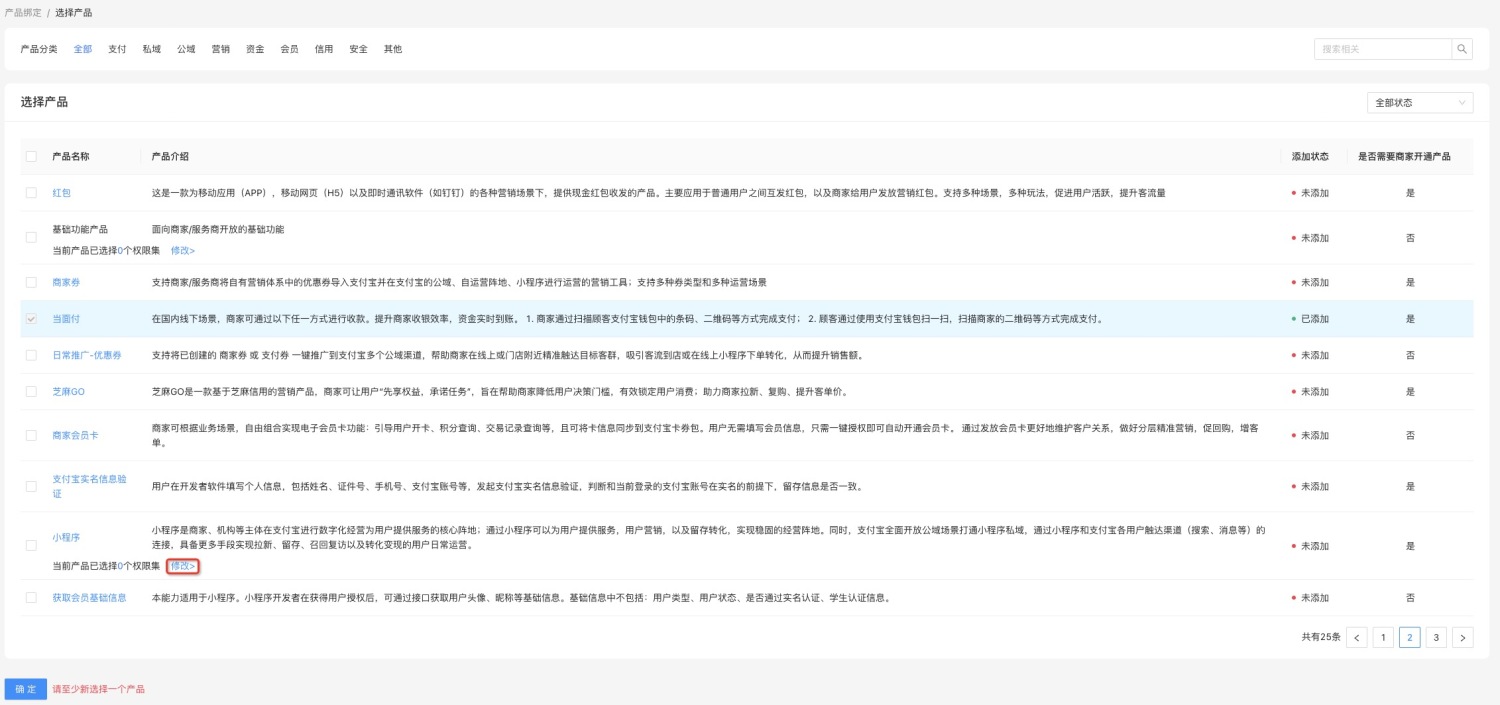 产品绑定 / 选择产品
产品分类 全部 支付 私域 公域 营销 资金 会员 信用 安全 其他
搜索相关
选择产品
全部状态
产品名称 产品介绍 添加状态 是否需要商家开通产品
红包 这是一款为移动应用（APP），移动网页（H5）以及即时通讯软件（如钉钉）的各种营销场景下，提供现金红包收发的产品。主要应用于普通用户之间互发红包，以及商家给用户发放营销红包。支持多种场景，多种玩法，促进用户活跃，提升客流量 未添加 是
基础功能产品 面向商家/服务商开放的基础功能 未添加 否
当前产品已选择0个权限集 修改>
商家券 支持商家/服务商将自有营销体系中的优惠券导入支付宝并在支付宝的公域、自运营阵地、小程序进行运营的营销工具；支持多种券类型和多种运营场景 未添加 是
当面付 在国内线下场景，商家可通过以下任一方式进行收款。提升商家收银效率，资金实时到账。 1. 商家通过扫描顾客支付宝钱包中的条码、二维码等方式完成支付； 2. 顾客通过使用支付宝钱包扫一扫，扫描商家的二维码等方式完成支付。 已添加 是
日常推广-优惠券 支持将已创建的 商家券 或 支付券 一键推广到支付宝多个公域渠道，帮助商家在线上或门店附近精准触达目标客群，吸引客流到店或在线上小程序下单转化，从而提升销售额。 未添加 否
芝麻GO 芝麻GO是一款基于芝麻信用的营销产品，商家可让用户“先享权益，承诺任务”，旨在帮助商家降低用户决策门槛，有效锁定用户消费；助力商家拉新、复购、提升客单价。 未添加 是
商家会员卡 商家可根据业务场景，自由组合实现电子会员卡功能：引导用户开卡、积分查询、交易记录查询等，且可将卡信息同步到支付宝卡券包。用户无需填写会员信息，只需一键授权即可自动开通会员卡。 通过发放会员卡更好地维护客户关系，做好分层精准营销，促回购，增客
单。 未添加 否
支付宝实名信息验
证 用户在开发者软件填写个人信息，包括姓名、证件号、手机号、支付宝账号等，发起支付宝实名信息验证，判断和当前登录的支付宝账号在实名的前提下，留存信息是否一致。 未添加 是
小程序 小程序是商家、机构等主体在支付宝进行数字化经营为用户提供服务的核心阵地；通过小程序可以为用户提供服务，用户营销，以及留存转化，实现稳固的经营阵地。同时，支付宝全面开放公域场景打通小程序私域，通过小程序和支付宝各用户触达渠道（搜索、消息等）的
连接，具备更多手段实现拉新、留存、召回复访以及转化变现的用户日常运营。 未添加 是
当前产品已选择0个权限集 修改>
获取会员基础信息 本能力适用于小程序。小程序开发者在获得用户授权后，可通过接口获取用户头像、昵称等基础信息。基础信息中不包括：用户类型、用户状态、是否通过实名认证、学生认证信息。 未添加 否
共有25条 < 1 2 3 >
确 定 请至少新选择一个产品